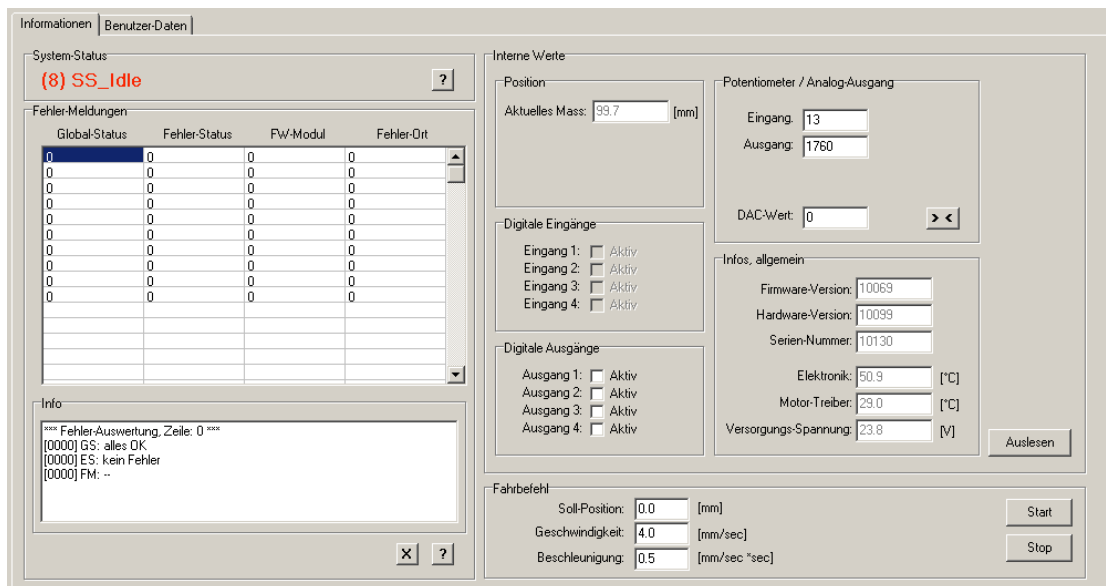 Informationen Benutzer-Daten
System-Status
(8) SS_Idle ?
Fehler-Meldungen
Global-Status Fehler-Status FW-Modul Fehler-Ort
0 0 0 0
0 0 0 0
0 0 0 0
0 0 0 0
0 0 0 0
0 0 0 0
0 0 0 0
0 0 0 0
0 0 0 0
0 0 0 0
Info
*** Fehler-Auswertung, Zeile: 0 ***
[0000] GS: alles OK
[0000] ES: kein Fehler
[0000] FM: --
X ?
Interne Werte
Position
Aktuelles Mass: 99.7 [mm]
Digitale Eingänge
Eingang 1: Aktiv
Eingang 2: Aktiv
Eingang 3: Aktiv
Eingang 4: Aktiv
Digitale Ausgänge
Ausgang 1: Aktiv
Ausgang 2: Aktiv
Ausgang 3: Aktiv
Ausgang 4: Aktiv
Potentiometer / Analog-Ausgang
Eingang. 13
Ausgang: 1760
DAC-Wert: 0 > <
Infos, allgemein
Firmware-Version: 10069
Hardware-Version: 10099
Serien-Nummer: 10130
Elektronik: 50.9 [°C]
Motor-Treiber: 29.0 [°C]
Versorgungs-Spannung: 23.8 [V]
Auslesen
Fahrbefehl
Soll-Position: 0.0 [mm]
Geschwindigkeit: 4.0 [mm/sec]
Beschleunigung: 0.5 [mm/sec *sec]
Start
Stop